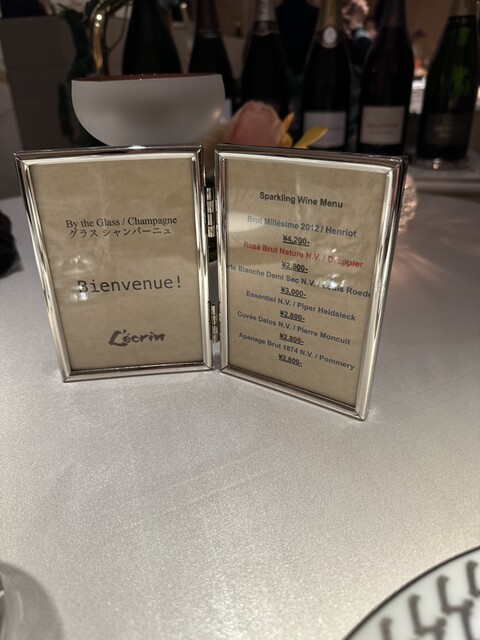 By the Glass / Champagne
グラス シャンパーニュ
Bienvenue!
L'écrin
Sparkling Wine Menu
Brut Millésime 2012 / Henriot
¥4,200-
Rosé Brut Nature N.V. / Drappier
¥2,800-
Blanche Demi Sec N.V. / Louis Roede
¥3,000-
Essentiel N.V. / Piper Heidsieck
¥2,800-
Cuvée Delos N.V. / Pierre Moncuit
¥2,800-
Apanage Brut 1874 N.V. / Pommery
¥2,800-